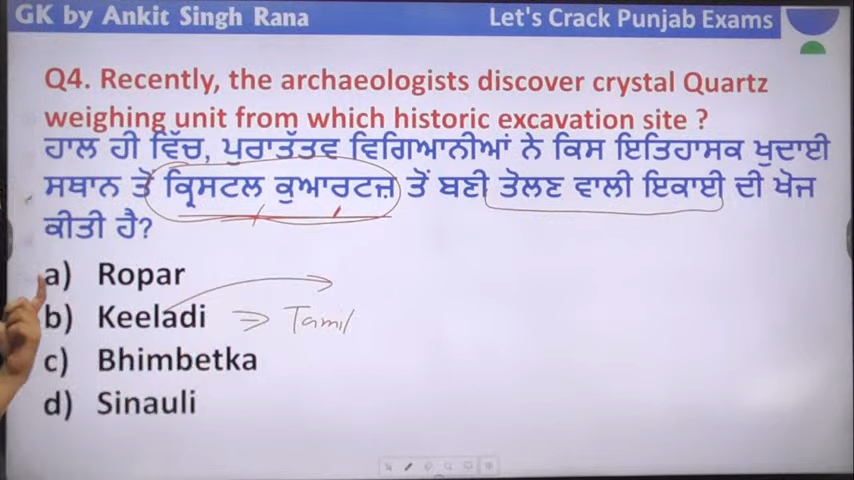 GK by Ankit Singh Rana
Let's Crack Punjab Exams
Q4. Recently, the archaeologists discover crystal Quartz
weighing unit from which historic excavation site ?
ਹਾਲ ਹੀ ਵਿੱਚ, ਪੁਰਾਤੱਤਵ ਵਿਗਿਆਨੀਆਂ ਨੇ ਕਿਸ ਇਤਿਹਾਸਕ ਖੁਦਾਈ
ਸਥਾਨ ਤੋਂ ਕ੍ਰਿਸਟਲ ਕੁਆਰਟਜ਼ ਤੋਂ ਬਣੀ ਤੋਲਣ ਵਾਲੀ ਇਕਾਈ ਦੀ ਖੋਜ
ਕੀਤੀ ਹੈ?
a) Ropar
b) Keeladi => Tamil
c) Bhimbetka
d) Sinauli